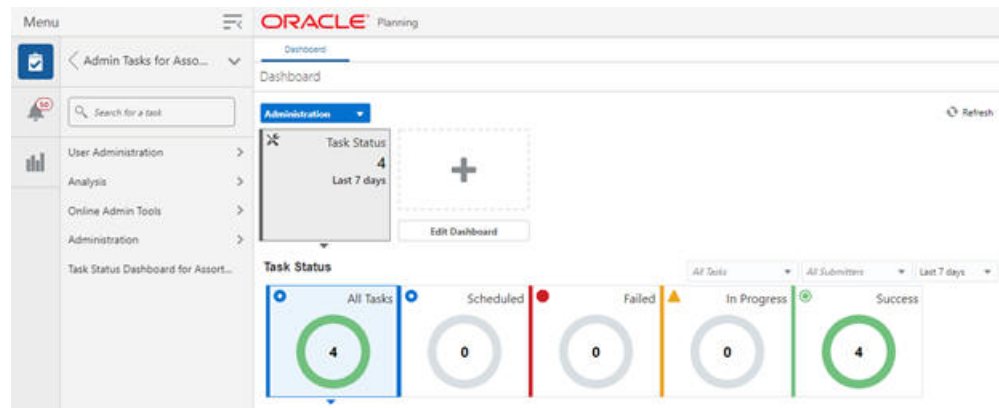 Menu
ORACLE Planning
Admin Tasks for Asso...
Dashboard
Dashboard
50
Search for a task
Administration
Refresh
User Administration
Analysis
Online Admin Tools
Administration
Task Status Dashboard for Assort...
Task Status
4
Last 7 days
Edit Dashboard
Task Status
All Tasks
All Submitters
Last 7 days
All Tasks
Scheduled
Failed
In Progress
Success
4
0
0
0
4